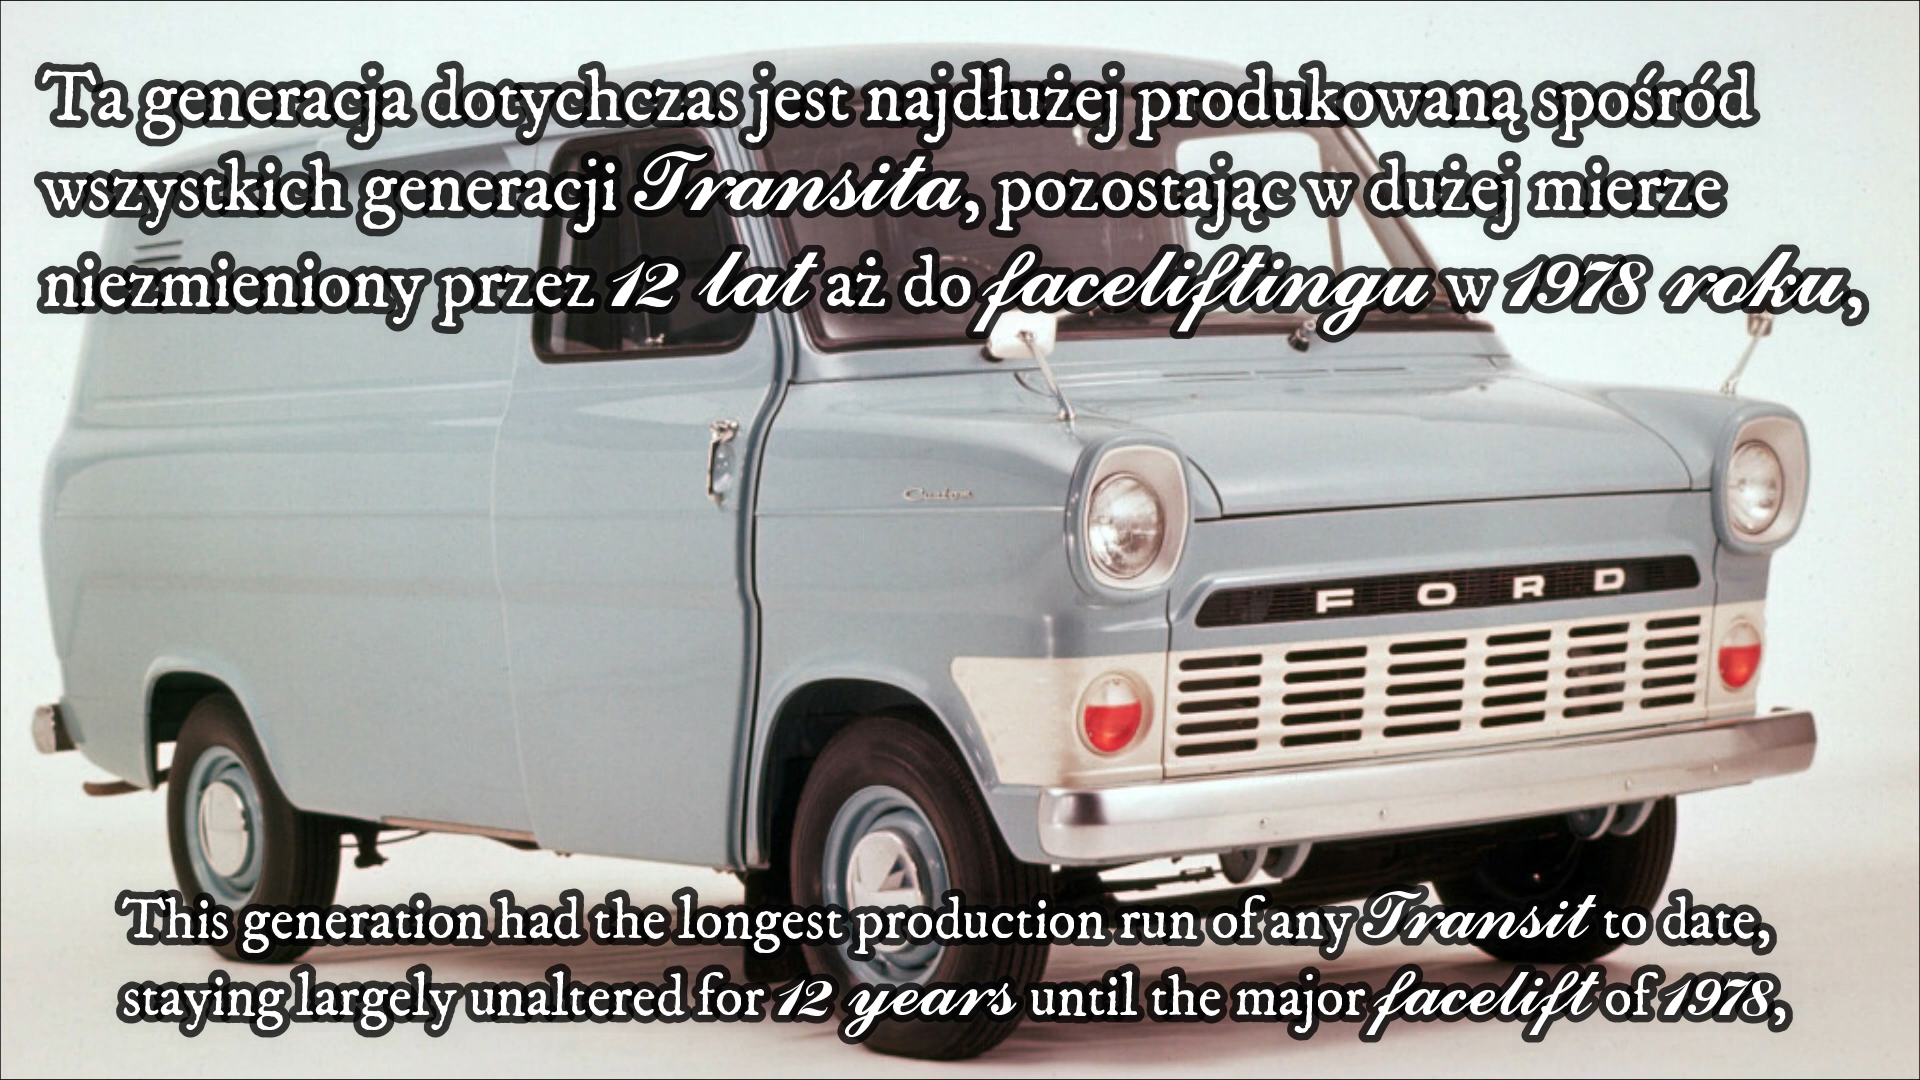 Ta generacja dotychczas jest najdłużej produkowaną spośród
wszystkich generacji Transita, pozostając w dużej mierze
niezmieniony przez 12 lat aż do faceliftingu w 1978 roku,
Custom
FORD
This generation had the longest production run of any Transit to date,
staying largely unaltered for 12 years until the major facelift of 1978,